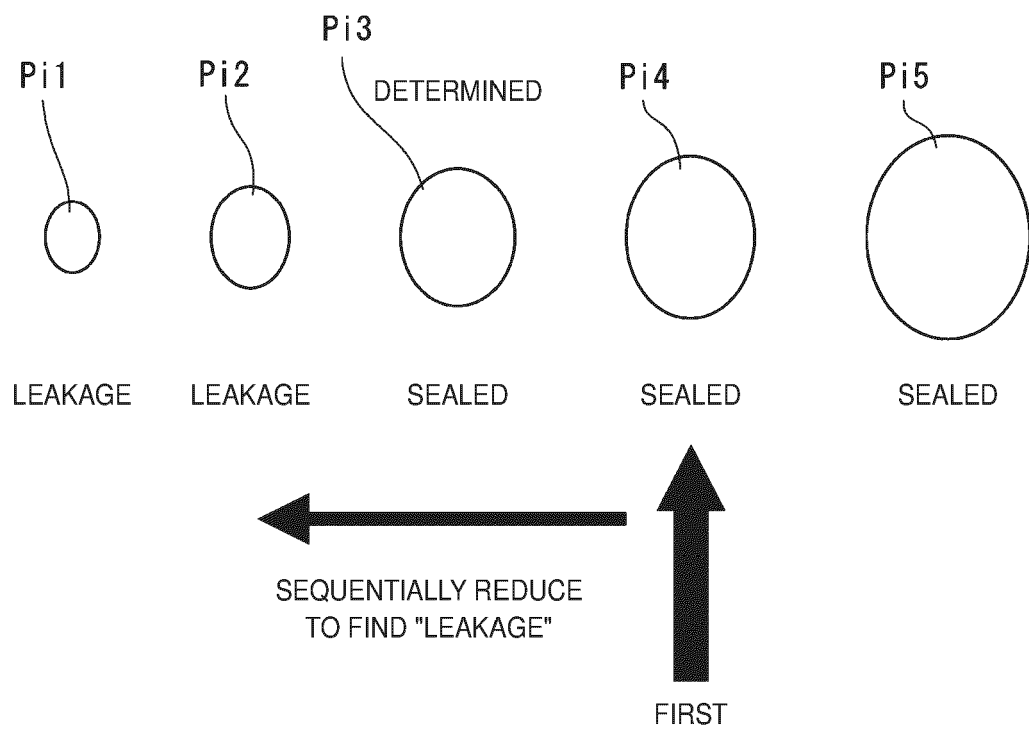 Pi3
Pi1
Pi2
DETERMINED
Pi4
Pi5
LEAKAGE
LEAKAGE
SEALED
SEALED
SEALED
SEQUENTIALLY REDUCE
TO FIND "LEAKAGE"
FIRST